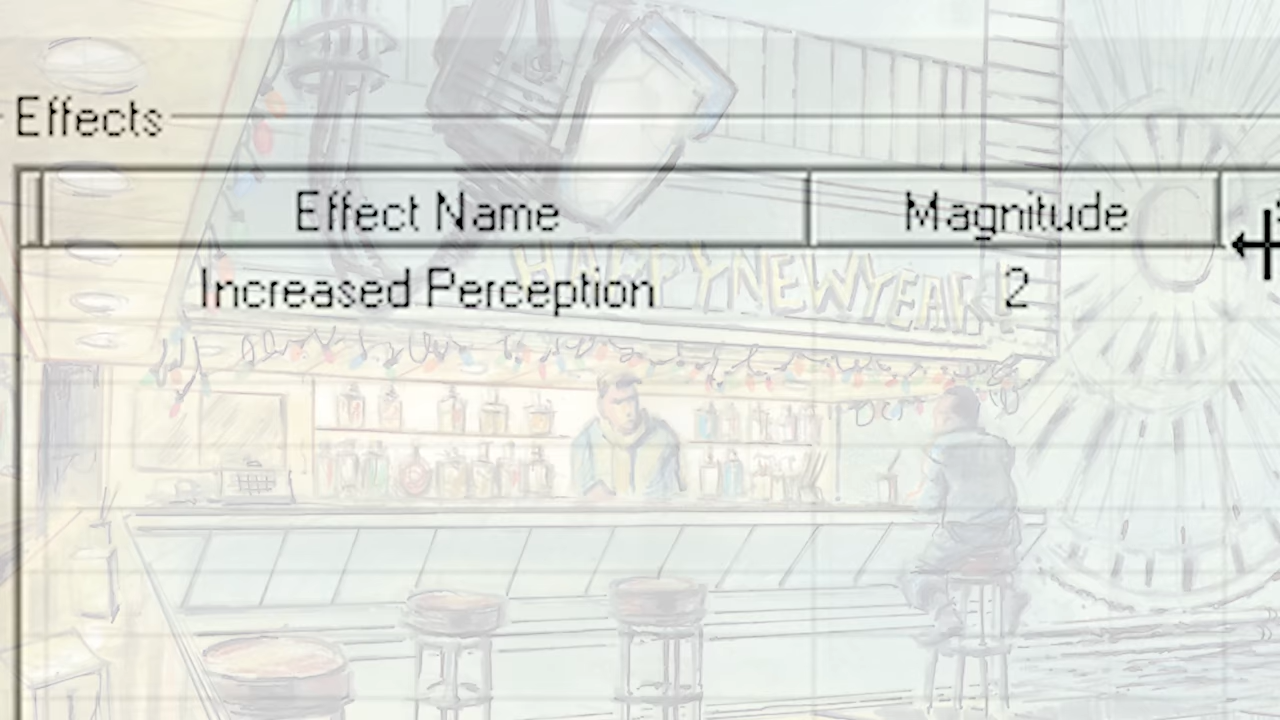 Effects
Effect Name Magnitude
Increased Perception 2
HAPPY NEW YEAR!